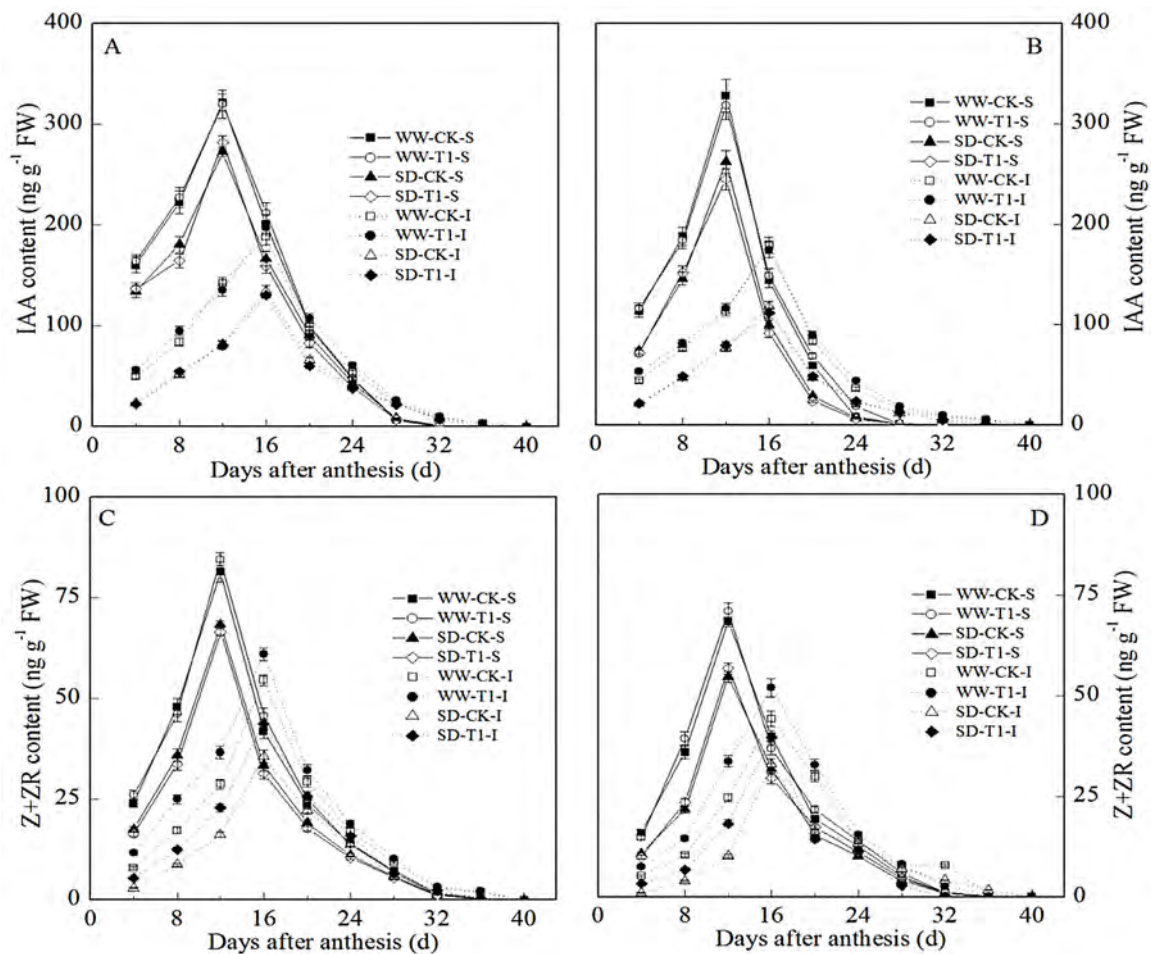 A
400
300
200
100
0
IAA content (ng g-1 FW)
WW-CK-S
WW-T1-S
SD-CK-S
SD-T1-S
WW-CK-I
WW-T1-I
SD-CK-I
SD-T1-I
0 8 16 24 32 40
Days after anthesis (d)
B
400
300
200
100
0
IAA content (ng g-1 FW)
WW-CK-S
WW-T1-S
SD-CK-S
SD-T1-S
WW-CK-I
WW-T1-I
SD-CK-I
SD-T1-I
0 8 16 24 32 40
Days after anthesis (d)
C
100
75
50
25
0
Z+ZR content (ng g-1 FW)
WW-CK-S
WW-T1-S
SD-CK-S
SD-T1-S
WW-CK-I
WW-T1-I
SD-CK-I
SD-T1-I
0 8 16 24 32 40
Days after anthesis (d)
D
100
75
50
25
0
Z+ZR content (ng g-1 FW)
WW-CK-S
WW-T1-S
SD-CK-S
SD-T1-S
WW-CK-I
WW-T1-I
SD-CK-I
SD-T1-I
0 8 16 24 32 40
Days after anthesis (d)